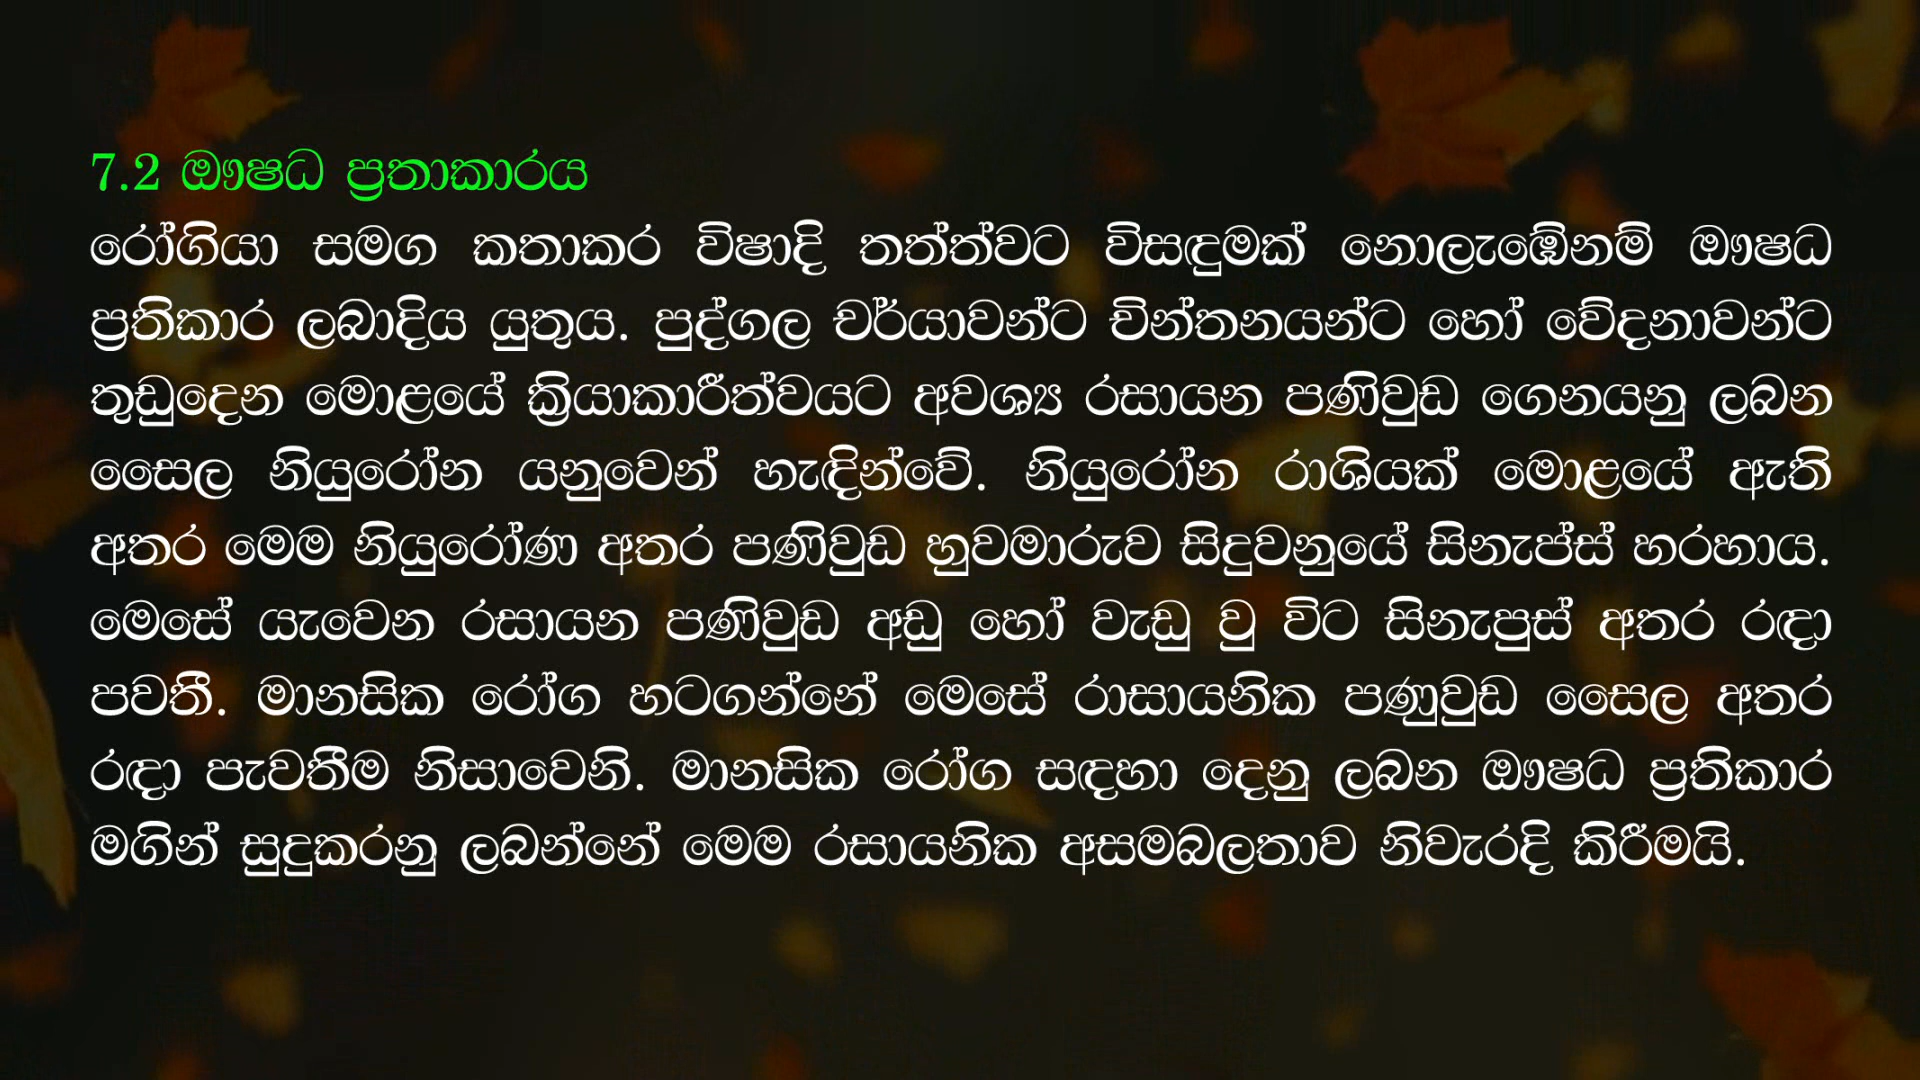 7.2 ඖෂධ ප්‍රතාකාරය
රෝගියා සමග කතාකර විෂාදි තත්ත්වට විසඳුමක් නොලැඹේනම් ඖෂධ
ප්‍රතිකාර ලබාදිය යුතුය. පුද්ගල චර්යාවන්ට චින්තනයන්ට හෝ වේදනාවන්ට
තුඩුදෙන මොළයේ ක්‍රියාකාරීත්වයට අවශ්‍ය රසායන පණිවුඩ ගෙනයනු ලබන
සෛල නියුරෝන යනුවෙන් හැඳින්වේ. නියුරෝන රාශියක් මොළයේ ඇති
අතර මෙම නියුරෝණ අතර පණිවුඩ හුවමාරුව සිදුවනුයේ සිනැප්ස් හරහාය.
මෙසේ යැවෙන රසායන පණිවුඩ අඩු හෝ වැඩු වු විට සිනැපුස් අතර රඳා
පවතී. මානසික රෝග හටගන්නේ මෙසේ රාසායනික පණුවුඩ සෛල අතර
රඳා පැවතීම නිසාවෙනි. මානසික රෝග සඳහා දෙනු ලබන ඖෂධ ප්‍රතිකාර
මගින් සුදුකරනු ලබන්නේ මෙම රසායනික අසමබලතාව නිවැරදි කිරීමයි.